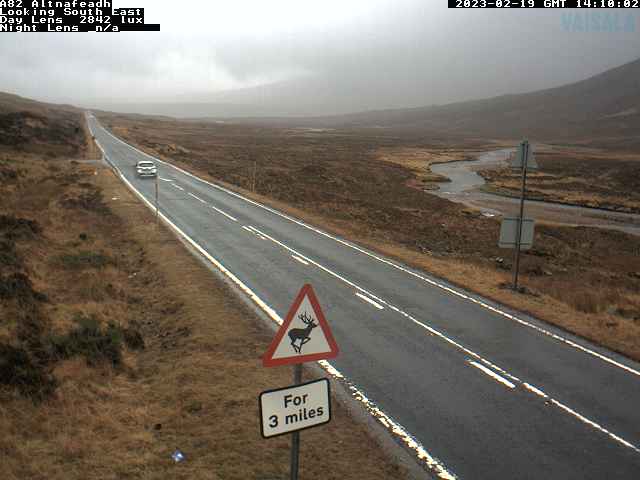 A82 Altnafeadh
Looking South East
Day Lens 2842 lux
Night Lens n/a
2023-02-19 GMT 14:10:02
VAISALA
For
3 miles